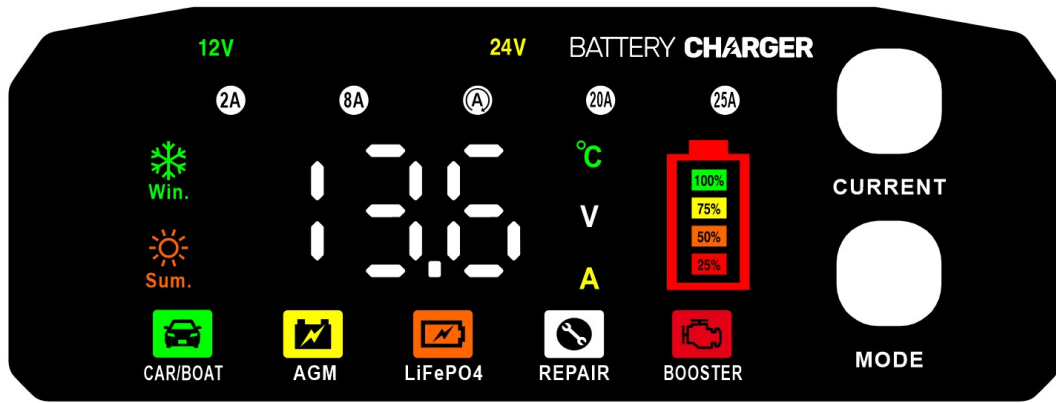 12V 24V BATTERY CHARGER
2A 8A A 20A 25A
13.6
°C
V
A
Win.
Sum.
100%
75%
50%
25%
CURRENT
MODE
CAR/BOAT AGM LiFePO4 REPAIR BOOSTER